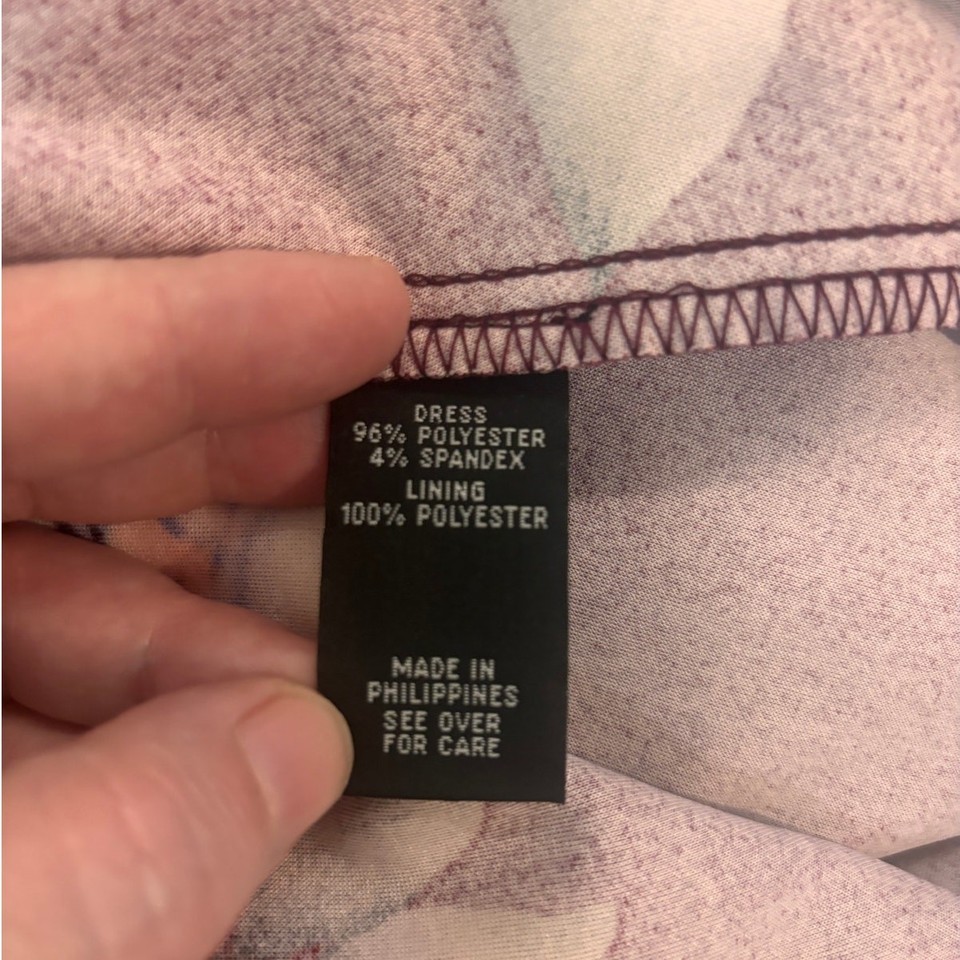 DRESS
96% POLYESTER
4% SPANDEX
LINING
100% POLYESTER
MADE IN
PHILIPPINES
SEE OVER
FOR CARE